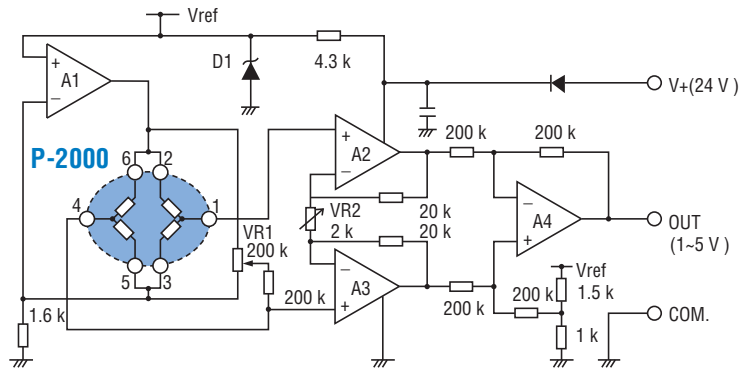 Vref
D1
4.3 k
+
A1
−
V+(24 V )
P-2000
6
2
4
1
5
3
+
A2
−
200 k
200 k
20 k
VR2
2 k
20 k
VR1
200 k
−
A3
+
200 k
200 k
−
A4
+
OUT
(1~5 V )
Vref
200 k
1.5 k
1 k
COM.
1.6 k